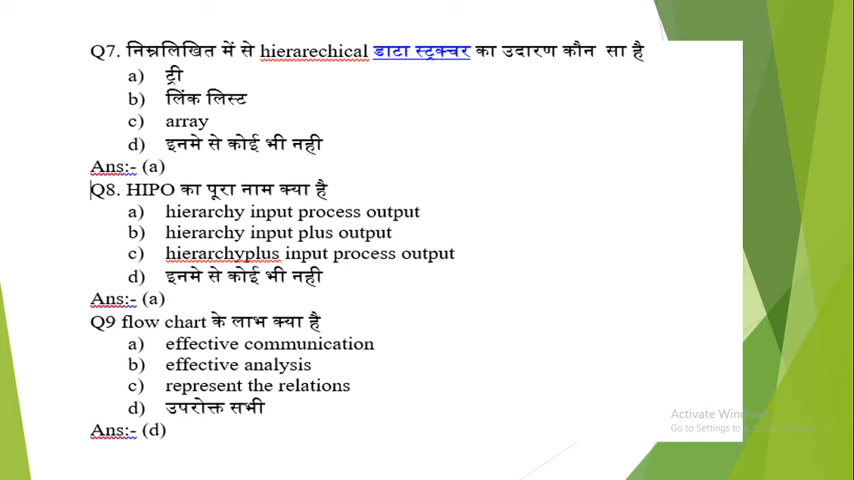 Q7. निम्नलिखित में से hierarechical डाटा स्ट्रक्चर का उदारण कौन सा है
a) ट्री
b) लिंक लिस्ट
c) array
d) इनमे से कोई भी नही
Ans:- (a)
Q8. HIPO का पूरा नाम क्या है
a) hierarchy input process output
b) hierarchy input plus output
c) hierarchyplus input process output
d) इनमे से कोई भी नही
Ans:- (a)
Q9 flow chart के लाभ क्या है
a) effective communication
b) effective analysis
c) represent the relations
d) उपरोक्त सभी
Ans:- (d)
Activate Windows
Go to Settings to activate Windows.